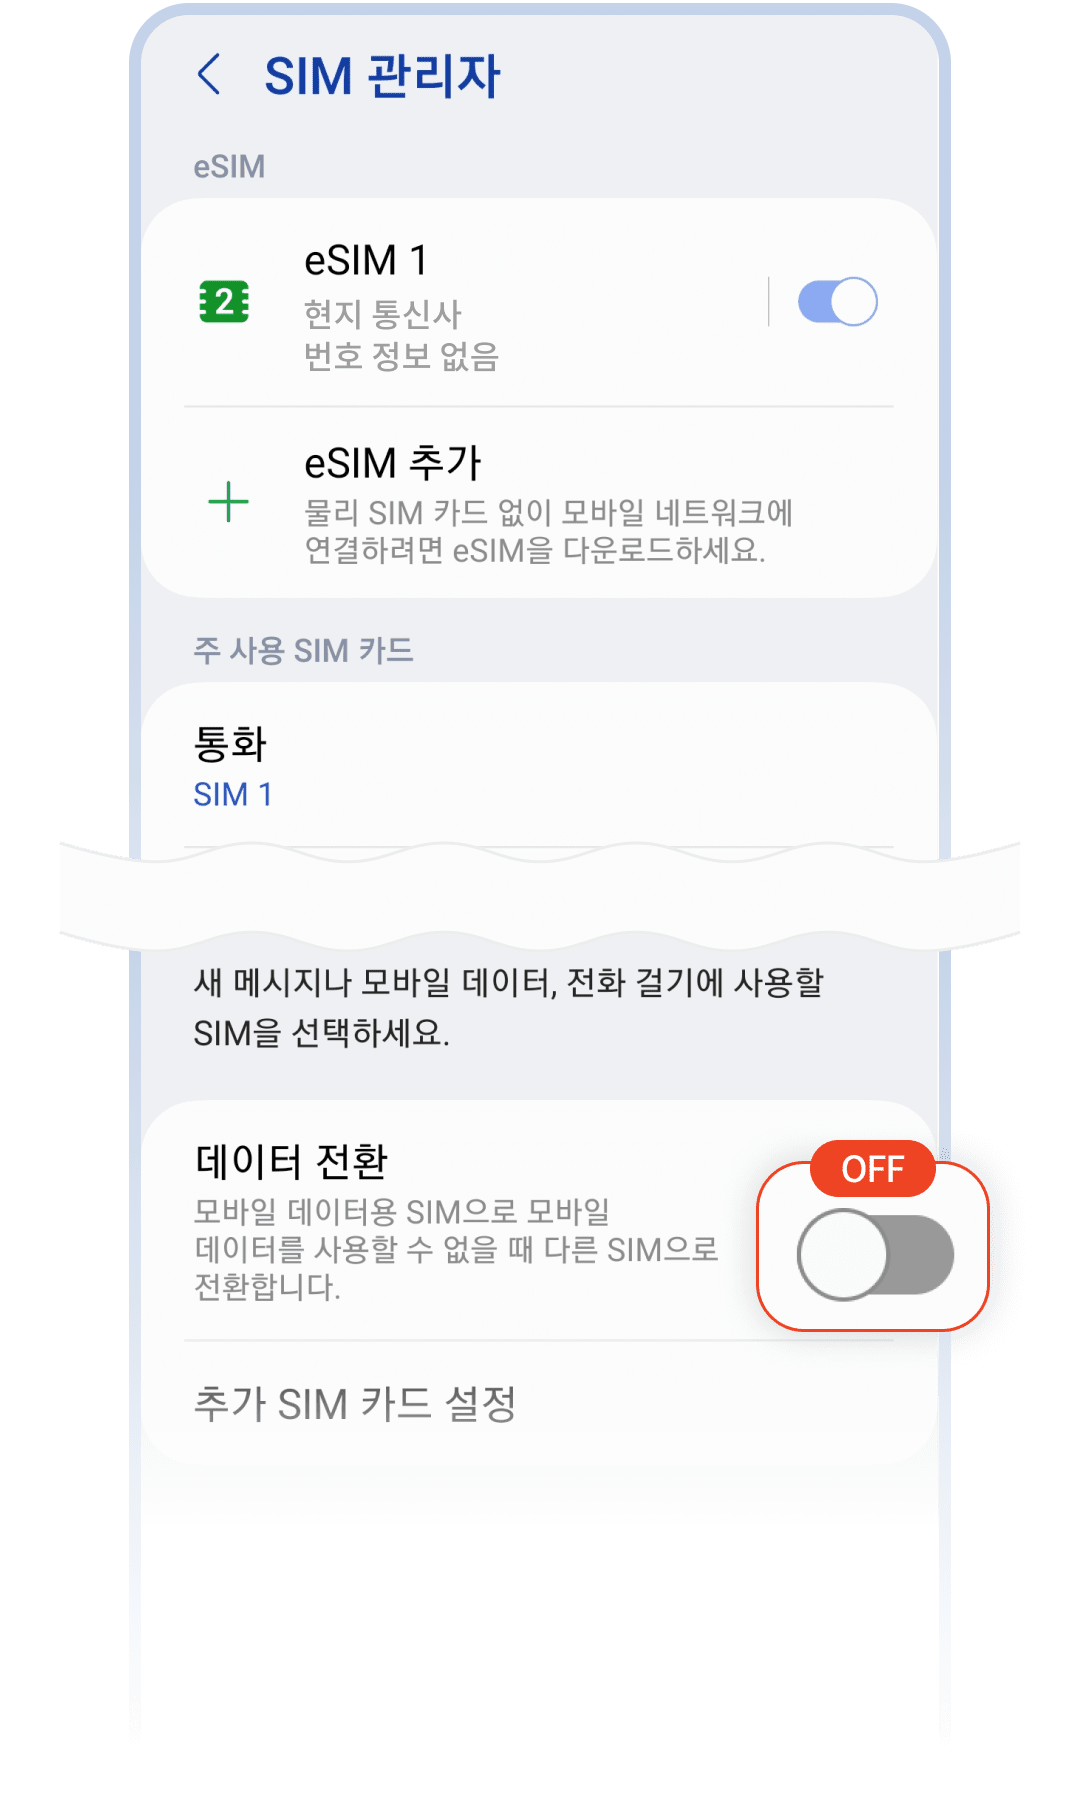 SIM 관리자
eSIM
eSIM 1
2
현지 통신사
번호 정보 없음
eSIM 추가
물리 SIM 카드 없이 모바일 네트워크에
연결하려면 eSIM을 다운로드하세요.
주 사용 SIM 카드
통화
SIM 1
새 메시지나 모바일 데이터, 전화 걸기에 사용할
SIM을 선택하세요.
데이터 전환
OFF
모바일 데이터용 SIM으로 모바일
데이터를 사용할 수 없을 때 다른 SIM으로
전환합니다.
추가 SIM 카드 설정